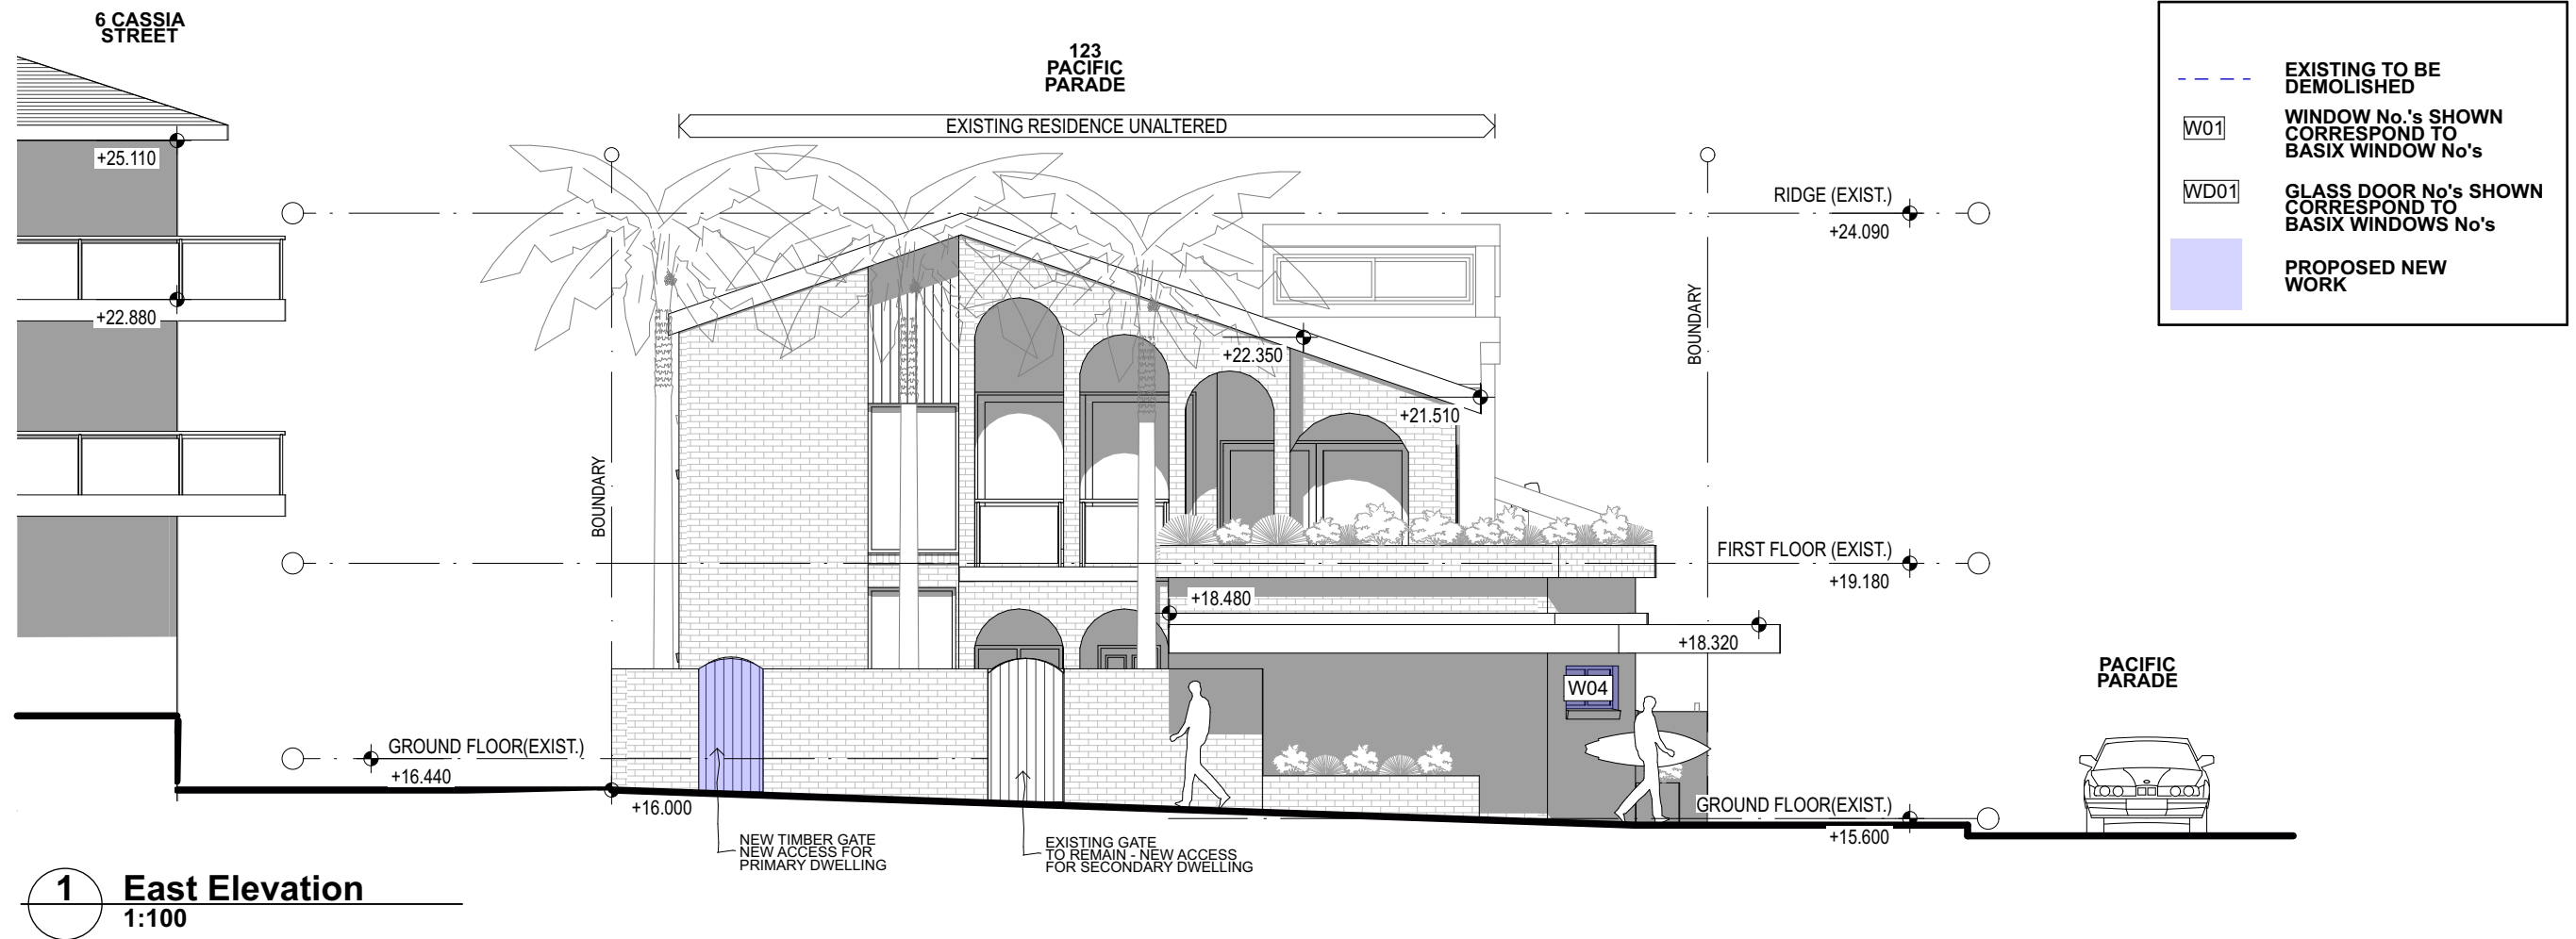 6 CASSIA
STREET
123
PACIFIC
PARADE
EXISTING RESIDENCE UNALTERED
+25.110
+22.880
RIDGE (EXIST.)
+24.090
BOUNDARY
BOUNDARY
+22.350
+21.510
FIRST FLOOR (EXIST.)
+19.180
+18.480
+18.320
W04
PACIFIC
PARADE
GROUND FLOOR(EXIST.)
+16.440
+16.000
GROUND FLOOR(EXIST.)
+15.600
NEW TIMBER GATE
NEW ACCESS FOR
PRIMARY DWELLING
EXISTING GATE
TO REMAIN - NEW ACCESS
FOR SECONDARY DWELLING
1 East Elevation
1:100
EXISTING TO BE
DEMOLISHED
W01
WINDOW No.'s SHOWN
CORRESPOND TO
BASIX WINDOW No's
WD01
GLASS DOOR No's SHOWN
CORRESPOND TO
BASIX WINDOWS No's
PROPOSED NEW
WORK